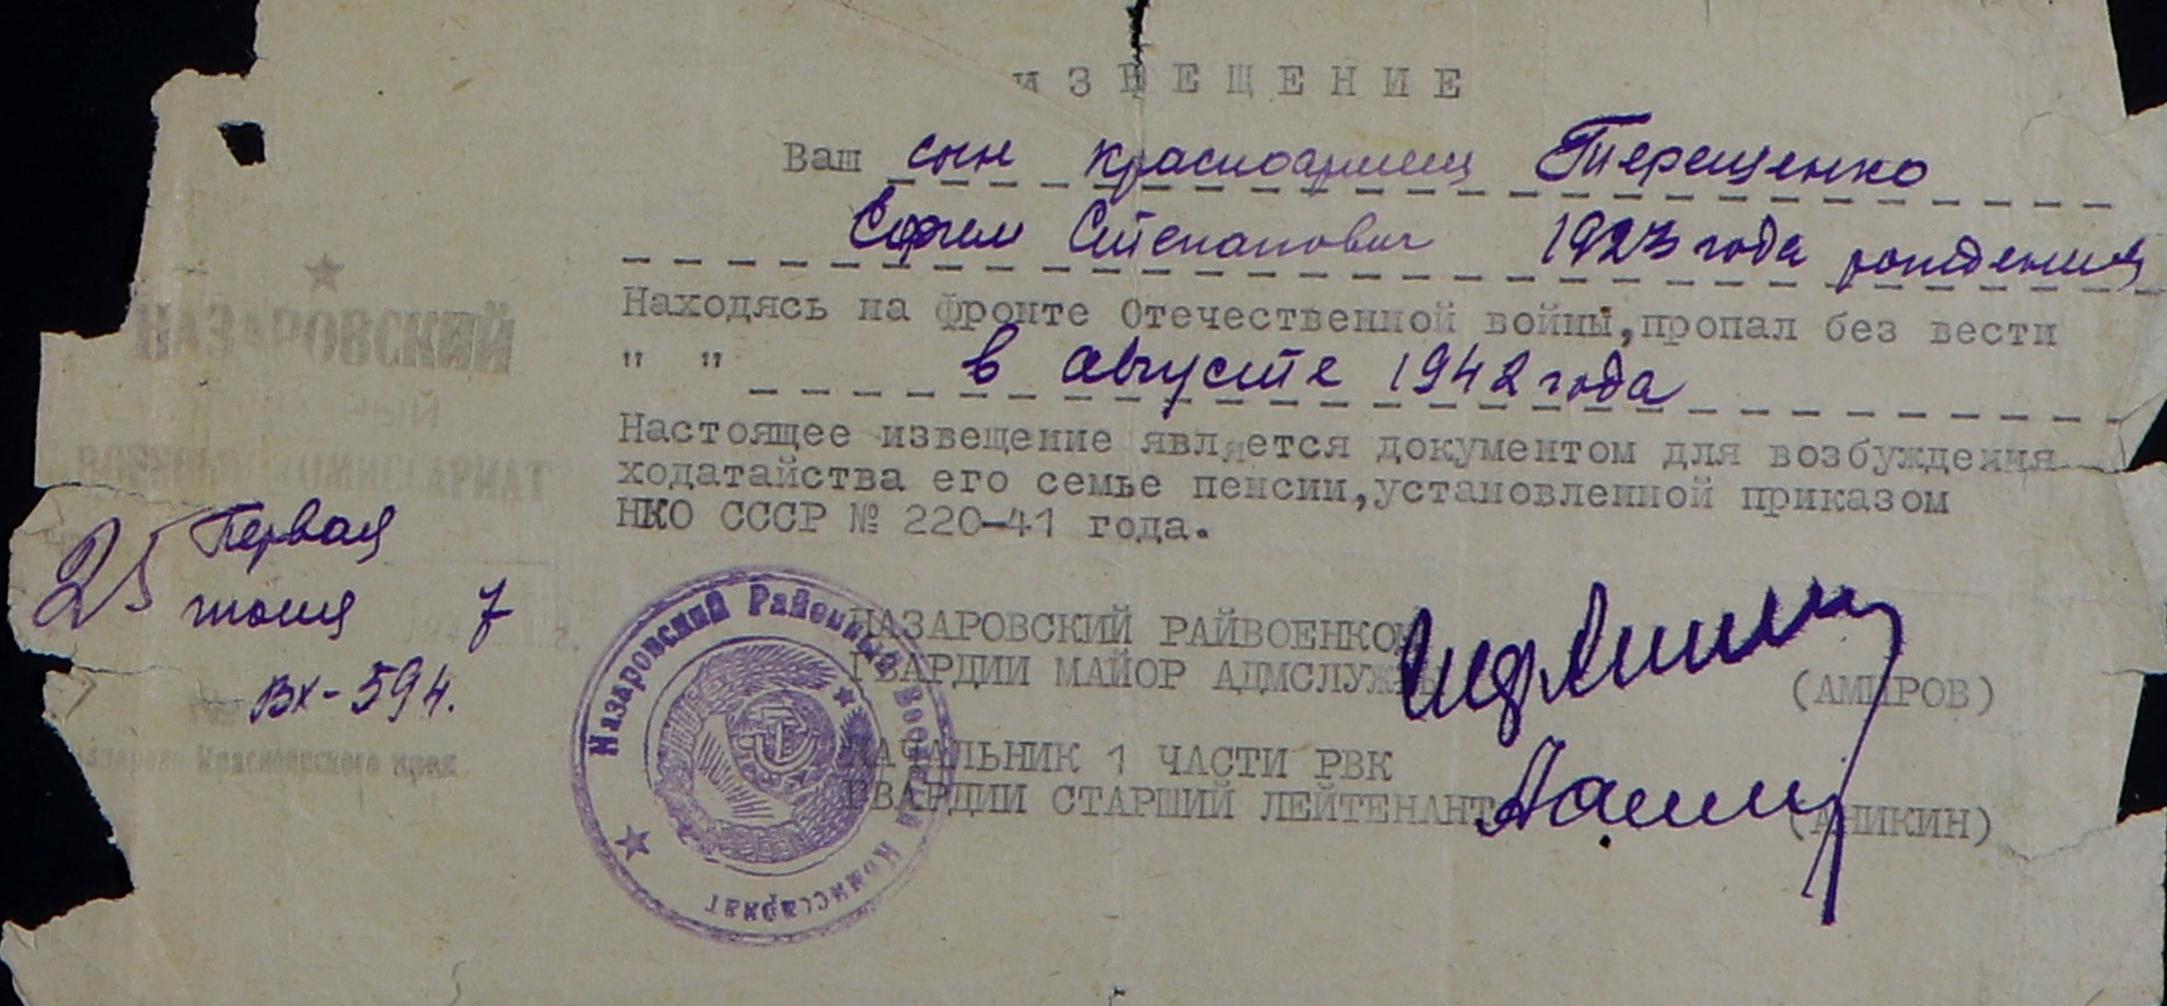 ИЗВЕЩЕНИЕ
Ваш сын красноармеец Терещенко
Ефим Степанович 1923 года рождения
Находясь на фронте Отечественной войны, пропал без вести
" " в августе 1942 года
Настоящее извещение является документом для возбуждения
ходатайства его семье пенсии, установленной приказом
НКО СССР № 220-41 года.
★
НАЗАРОВСКИЙ
ВОЕННЫЙ КОМИССАРИАТ
Первая
25 июня 7
Вх-594.
Красноярского края
НАЗАРОВСКИЙ РАЙВОЕНКОМ
ГВАРДИИ МАЙОР АДМСЛУЖБЫ (АМИРОВ)
НАЧАЛЬНИК 1 ЧАСТИ РВК
ГВАРДИИ СТАРШИЙ ЛЕЙТЕНАНТ (АНИКИН)
Назаровский Районный Военный Комиссариат